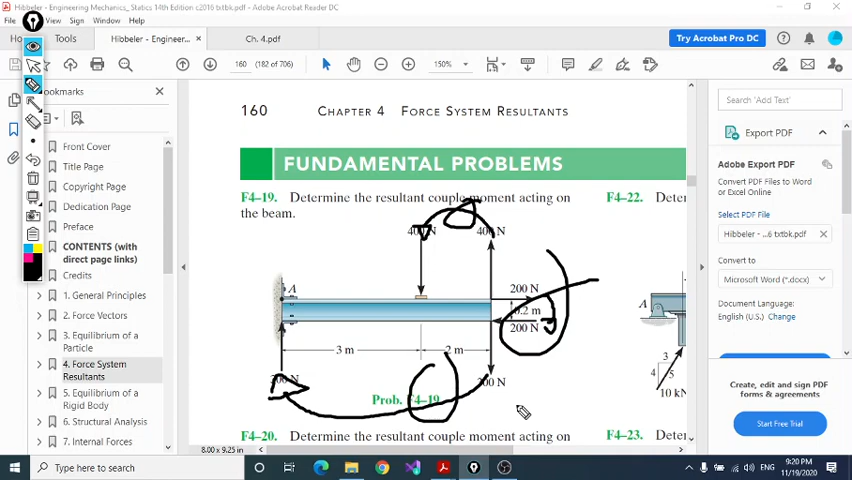 Hibbeler - Engineering Mechanics_ Statics 14th Edition c2016 txtbk.pdf - Adobe Acrobat Reader DC
View Sign Window Help
Tools
Hibbeler - Engineer...
Ch. 4.pdf
Try Acrobat Pro DC
160 (182 of 706)
150%
Bookmarks
Front Cover
Title Page
Copyright Page
Dedication Page
Preface
CONTENTS (with direct page links)
Credits
1. General Principles
2. Force Vectors
3. Equilibrium of a Particle
4. Force System Resultants
5. Equilibrium of a Rigid Body
6. Structural Analysis
7. Internal Forces
160 CHAPTER 4 FORCE SYSTEM RESULTANTS
FUNDAMENTAL PROBLEMS
F4–19. Determine the resultant couple moment acting on
the beam.
400 N 400 N
A
200 N
0.2 m
200 N
3 m 2 m
300 N
Prob. F4–19
F4–20. Determine the resultant couple moment acting on
F4–22. Deter
A
3
4 5
10 kN
F4–23. Deter
8.00 x 9.25 in
Search 'Add Text'
Export PDF
Adobe Export PDF
Convert PDF Files to Word
or Excel Online
Select PDF File
Hibbeler - ...6 txtbk.pdf
Convert to
Microsoft Word (*.docx)
Document Language:
English (U.S.) Change
Create, edit and sign PDF
forms & agreements
Start Free Trial
Type here to search
ENG
9:20 PM
11/19/2020